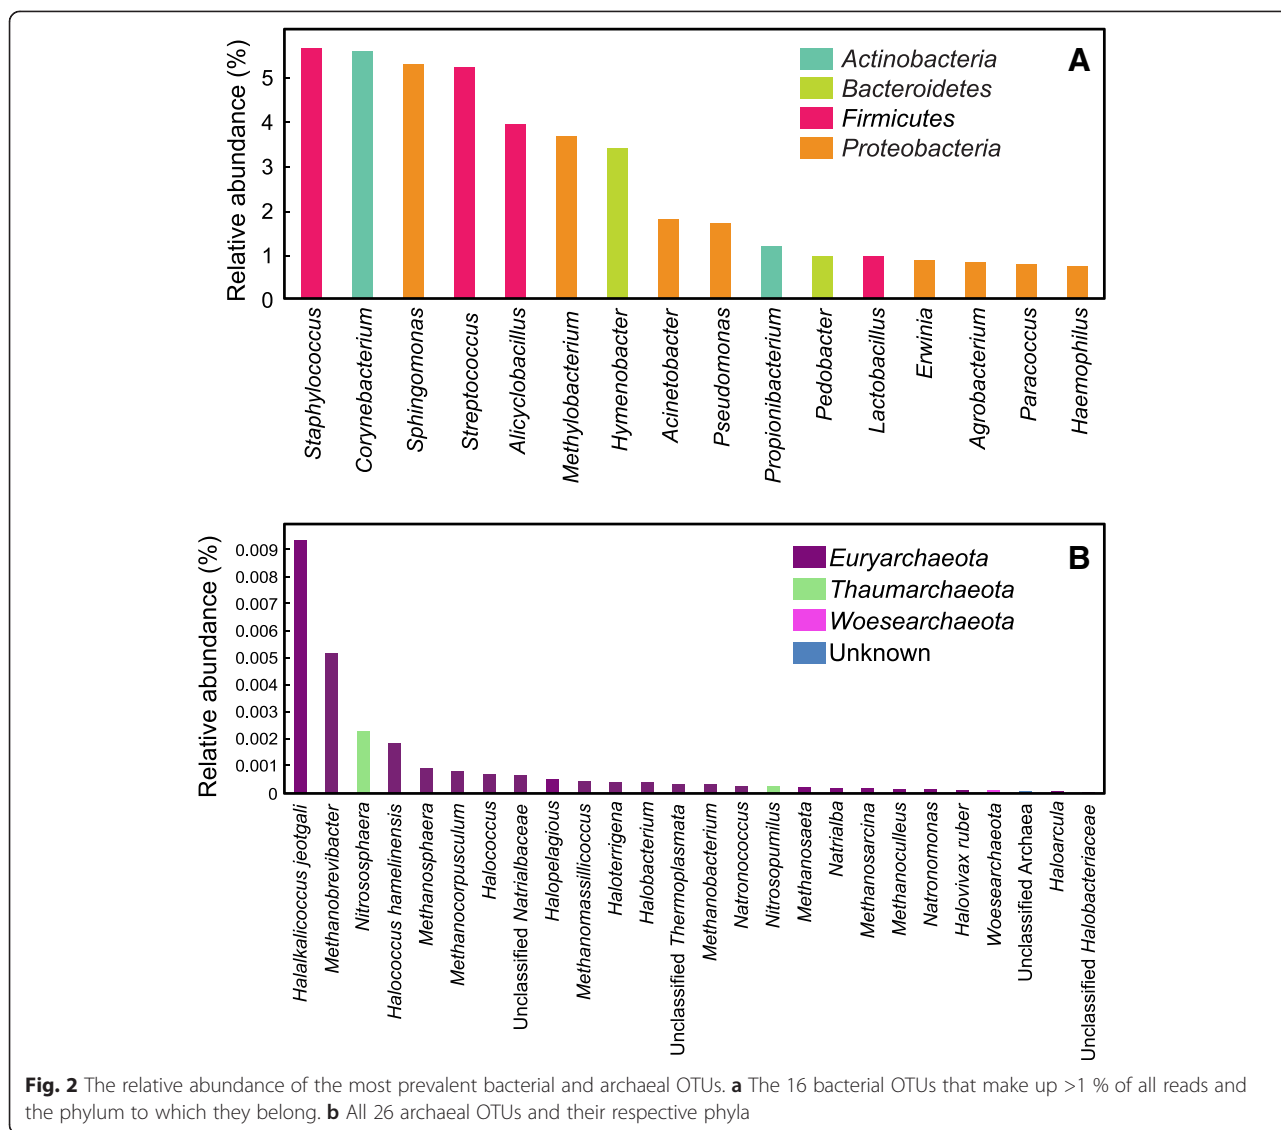 A
Actinobacteria
Bacteroidetes
Firmicutes
Proteobacteria
Relative abundance (%)
5
4
3
2
1
0
Staphylococcus
Corynebacterium
Sphingomonas
Streptococcus
Alicyclobacillus
Methylobacterium
Hymenobacter
Acinetobacter
Pseudomonas
Propionibacterium
Pedobacter
Lactobacillus
Erwinia
Agrobacterium
Paracoccus
Haemophilus
B
Euryarchaeota
Thaumarchaeota
Woesearchaeota
Unknown
Relative abundance (%)
0.009
0.008
0.007
0.006
0.005
0.004
0.003
0.002
0.001
0
Halalkalicoccus jeotgali
Methanobrevibacter
Nitrososphaera
Halococcus hamelinensis
Methanosphaera
Methanocorpusculum
Halococcus
Unclassified Natrialbaceae
Halopelagious
Methanomassillicoccus
Haloterrigena
Halobacterium
Unclassified Thermoplasmata
Methanobacterium
Natronococcus
Nitrosopumilus
Methanosaeta
Natrialba
Methanosarcina
Methanoculleus
Natronomonas
Halovivax ruber
Woesearchaeota
Unclassified Archaea
Haloarcula
Unclassified Halobacteriaceae
Fig. 2 The relative abundance of the most prevalent bacterial and archaeal OTUs. a The 16 bacterial OTUs that make up >1 % of all reads and
the phylum to which they belong. b All 26 archaeal OTUs and their respective phyla